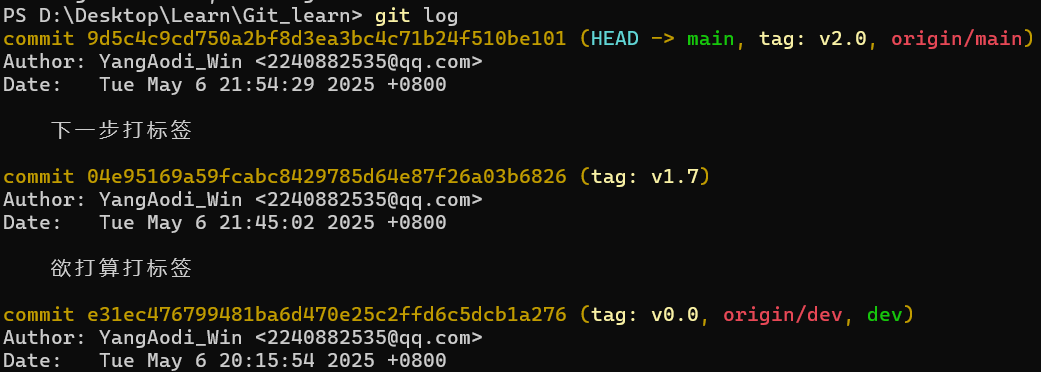 PS D:\Desktop\Learn\Git_learn> git log
commit 9d5c4c9cd750a2bf8d3ea3bc4c71b24f510be101 (HEAD -> main, tag: v2.0, origin/main)
Author: YangAodi_Win <2240882535@qq.com>
Date:   Tue May 6 21:54:29 2025 +0800
下一步打标签
commit 04e95169a59fcabc8429785d64e87f26a03b6826 (tag: v1.7)
Author: YangAodi_Win <2240882535@qq.com>
Date:   Tue May 6 21:45:02 2025 +0800
欲打算打标签
commit e31ec476799481ba6d470e25c2ffd6c5dcb1a276 (tag: v0.0, origin/dev, dev)
Author: YangAodi_Win <2240882535@qq.com>
Date:   Tue May 6 20:15:54 2025 +0800